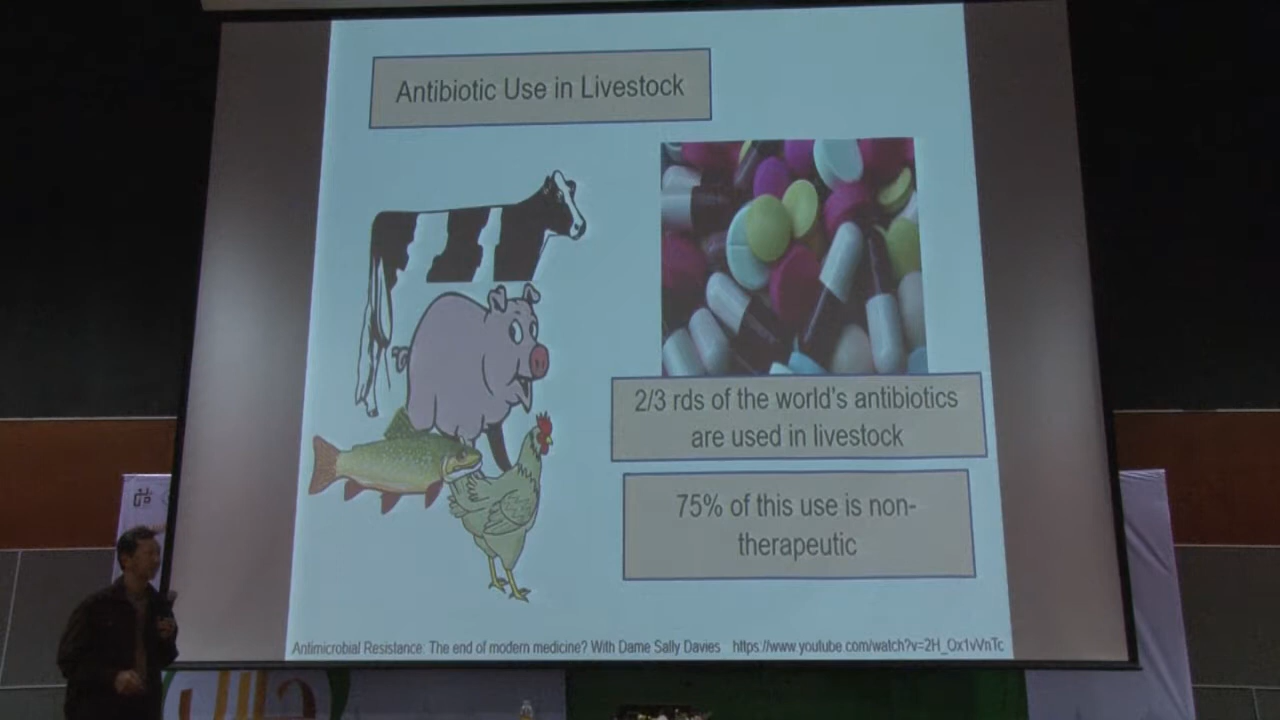 Antibiotic Use in Livestock
2/3 rds of the world's antibiotics
are used in livestock
75% of this use is non-
therapeutic
Antimicrobial Resistance: The end of modern medicine? With Dame Sally Davies https://www.youtube.com/watch?v=2H_Ox1vVnTc